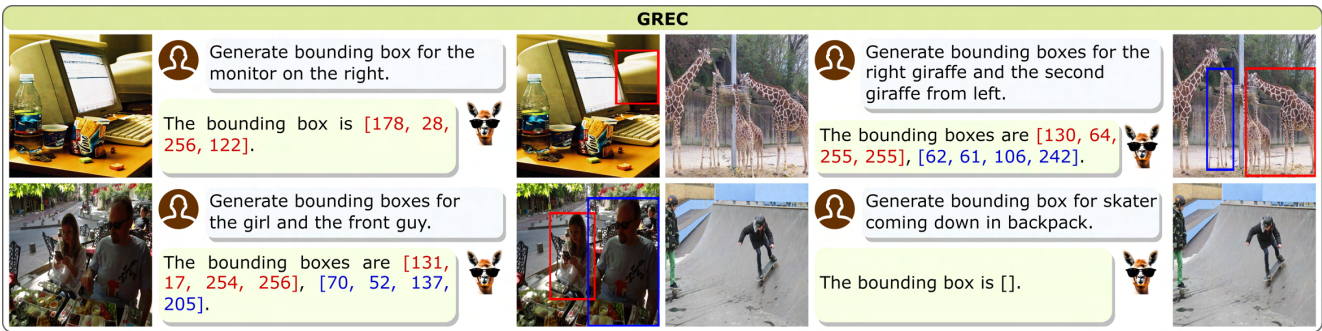 GREC
Generate bounding box for the
monitor on the right.
The bounding box is [178, 28,
256, 122].
Generate bounding boxes for the
right giraffe and the second
giraffe from left.
The bounding boxes are [130, 64,
255, 255], [62, 61, 106, 242].
Generate bounding boxes for
the girl and the front guy.
The bounding boxes are [131,
17, 254, 256], [70, 52, 137,
205].
Generate bounding box for skater
coming down in backpack.
The bounding box is [].